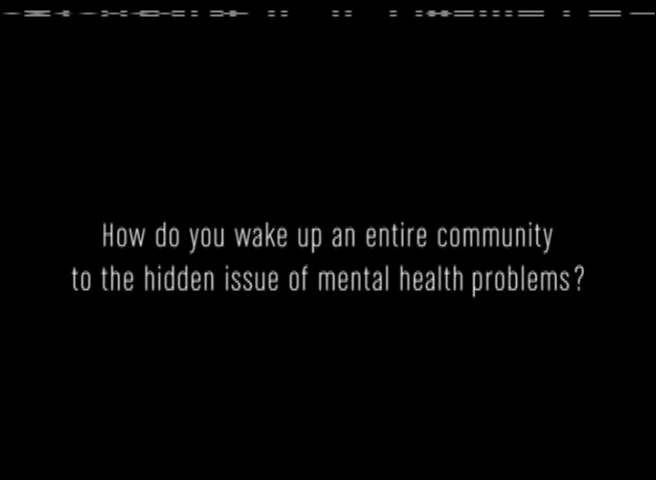 How do you wake up an entire community
to the hidden issue of mental health problems?